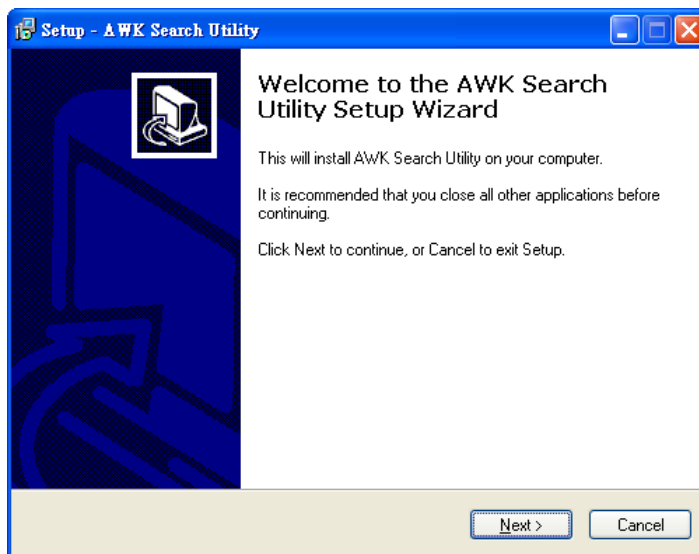 Setup - AWK Search Utility
Welcome to the AWK Search
Utility Setup Wizard
This will install AWK Search Utility on your computer.
It is recommended that you close all other applications before
continuing.
Click Next to continue, or Cancel to exit Setup.
Next >
Cancel